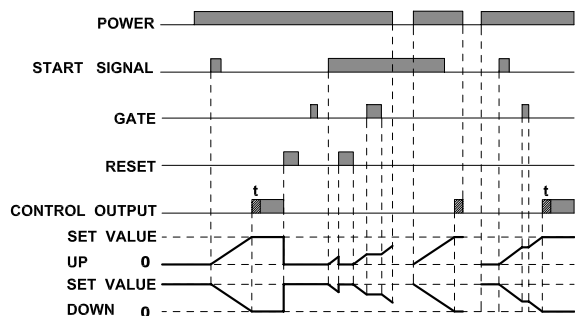 POWER
START SIGNAL
GATE
RESET
t t
CONTROL OUTPUT
SET VALUE
UP 0
SET VALUE
DOWN 0